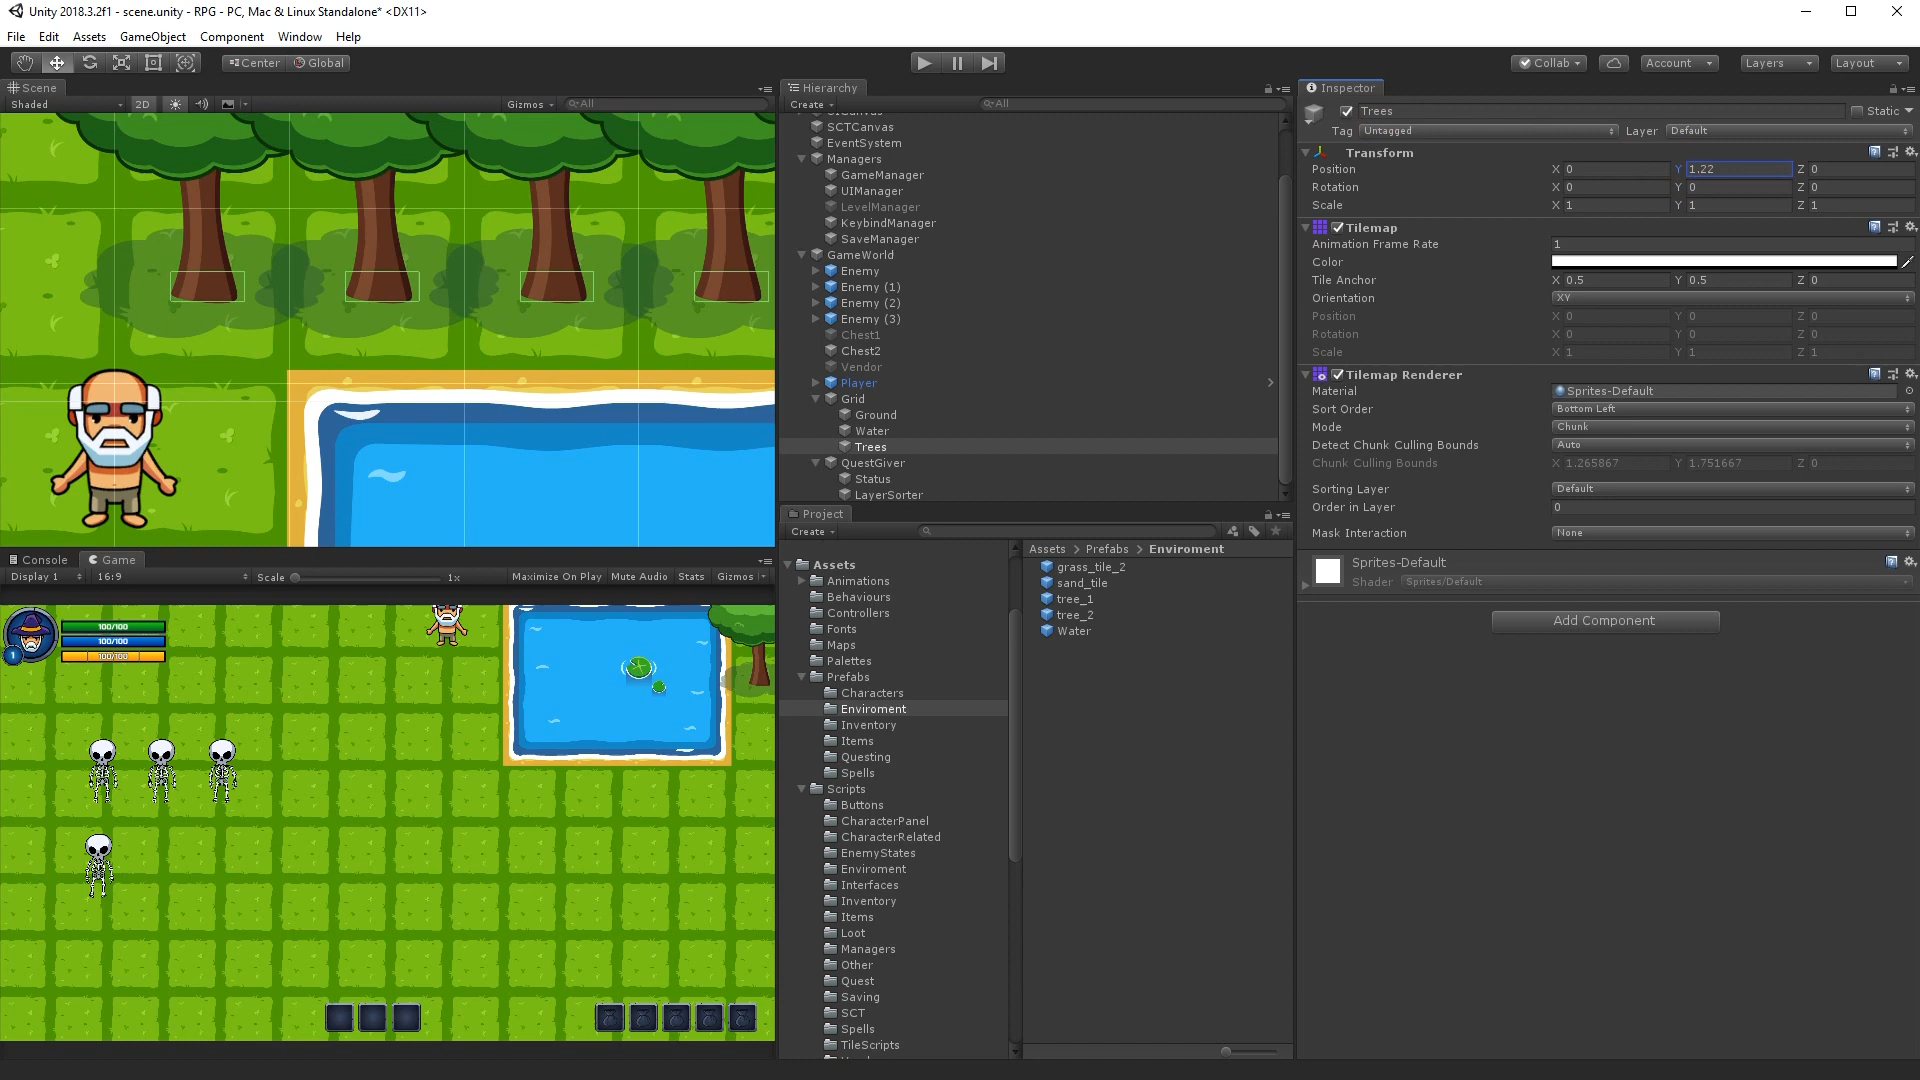 Unity 2018.3.2f1 - scene.unity - RPG - PC, Mac & Linux Standalone* <DX11>
File Edit Assets GameObject Component Window Help
Center Global
Collab Account Layers Layout
Scene
Shaded 2D Gizmos All
Hierarchy
Create All
SCTCanvas
EventSystem
Managers
GameManager
UIManager
LevelManager
KeybindManager
SaveManager
GameWorld
Enemy
Enemy (1)
Enemy (2)
Enemy (3)
Chest1
Chest2
Vendor
Player
Grid
Ground
Water
Trees
QuestGiver
Status
LayerSorter
Inspector
Trees Static
Tag Untagged Layer Default
Transform
Position X 0 Y 1.22 Z 0
Rotation X 0 Y 0 Z 0
Scale X 1 Y 1 Z 1
Tilemap
Animation Frame Rate 1
Color
Tile Anchor X 0.5 Y 0.5 Z 0
Orientation XY
Position X 0 Y 0 Z 0
Rotation X 0 Y 0 Z 0
Scale X 1 Y 1 Z 1
Tilemap Renderer
Material Sprites-Default
Sort Order Bottom Left
Mode Chunk
Detect Chunk Culling Bounds Auto
Chunk Culling Bounds X 1.265867 Y 1.751667 Z 0
Sorting Layer Default
Order in Layer 0
Mask Interaction None
Sprites-Default
Shader Sprites/Default
Add Component
Console Game
Display 1 16:9 Scale 1x Maximize On Play Mute Audio Stats Gizmos
100/100
100/100
100/100
1
Project
Create
Assets
Animations
Behaviours
Controllers
Fonts
Maps
Palettes
Prefabs
Characters
Enviroment
Inventory
Items
Questing
Spells
Scripts
Buttons
CharacterPanel
CharacterRelated
EnemyStates
Enviroment
Interfaces
Inventory
Items
Loot
Managers
Other
Quest
Saving
SCT
Spells
TileScripts
Assets > Prefabs > Enviroment
grass_tile_2
sand_tile
tree_1
tree_2
Water